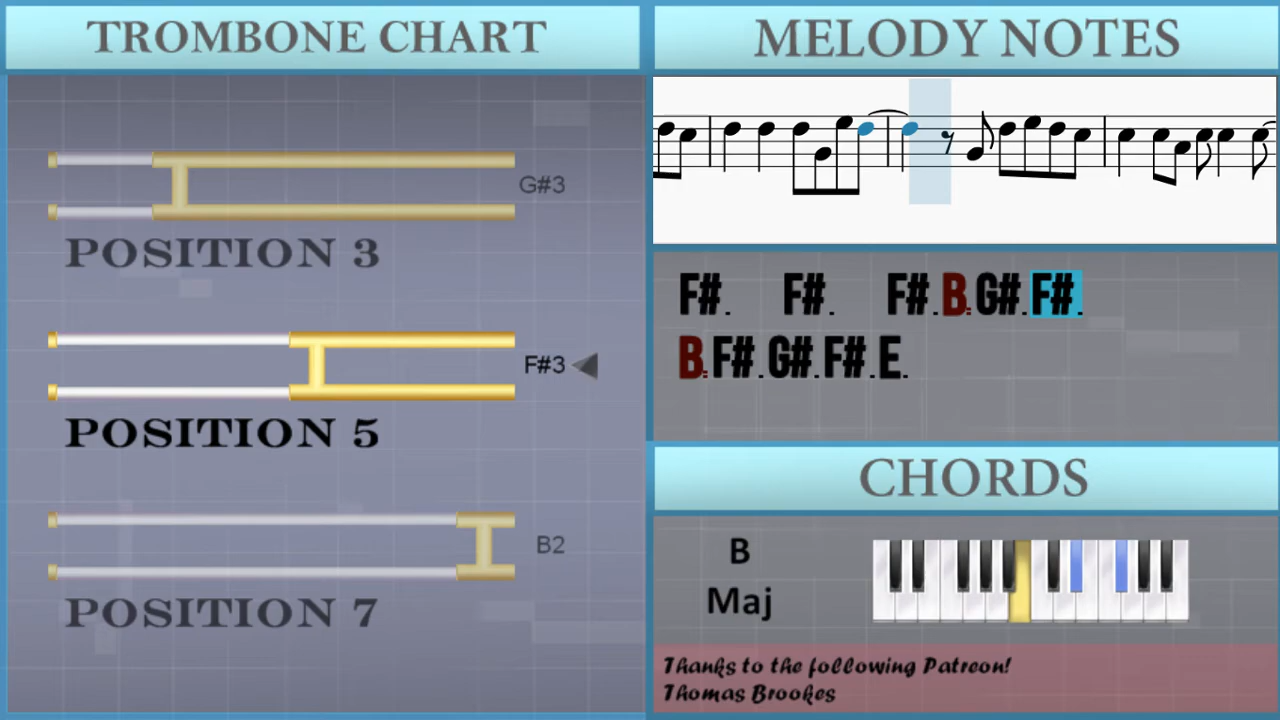 TROMBONE CHART
G#3
POSITION 3
F#3
POSITION 5
B2
POSITION 7
MELODY NOTES
F#. F#. F#. B: G#. F#.
B: F#. G#. F#. E.
CHORDS
B
Maj
Thanks to the following Patreon!
Thomas Brookes